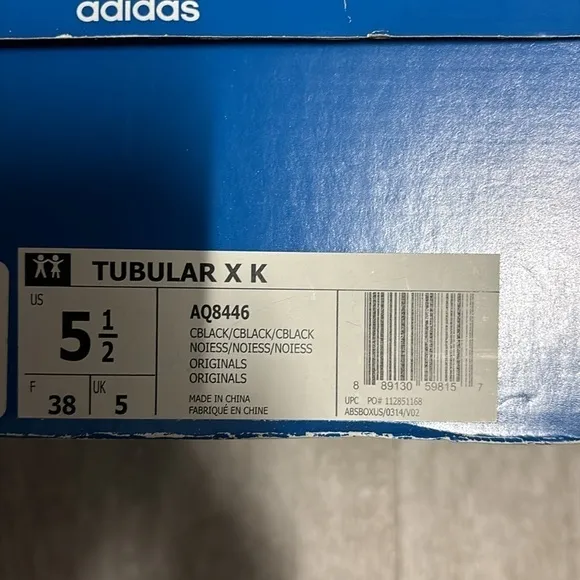 adidas
TUBULAR X K
US
5 1/2
F
38
UK
5
AQ8446
CBLACK/CBLACK/CBLACK
NOIESS/NOIESS/NOIESS
ORIGINALS
ORIGINALS
MADE IN CHINA
FABRIQUÉ EN CHINE
8 89130 59815 7
UPC PO# 112851168
ABSBOXUS/0314/V02